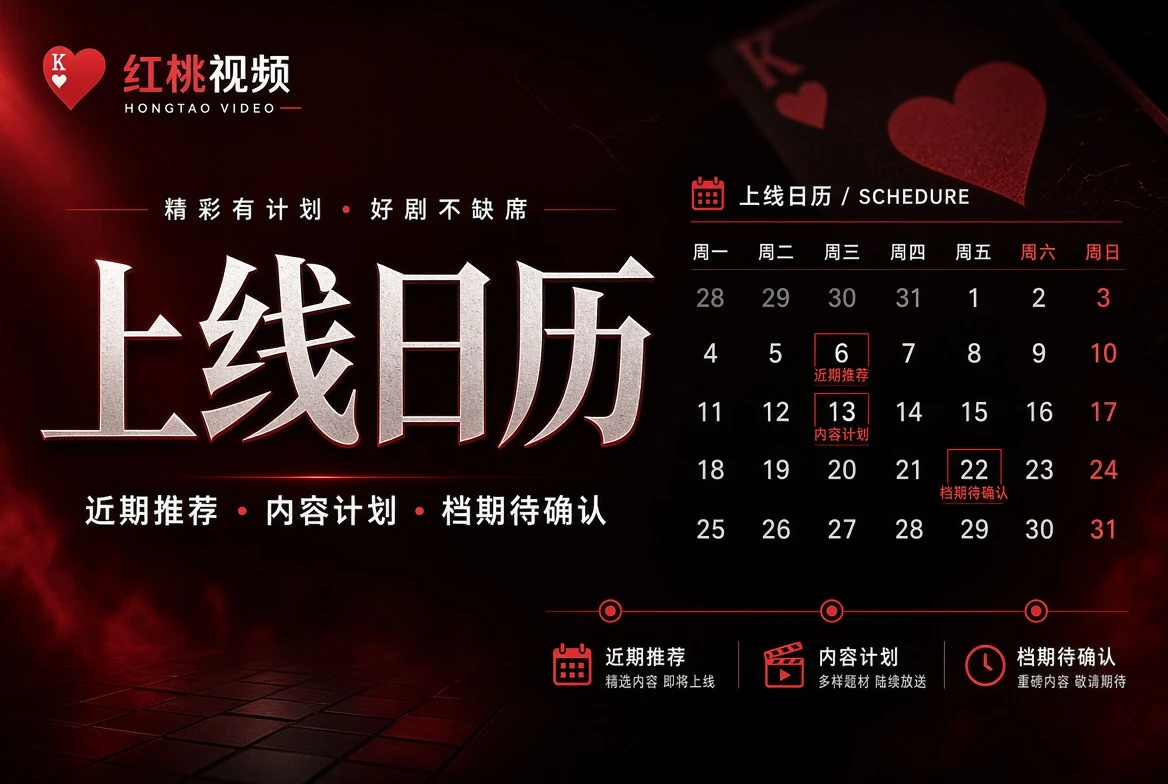 K
红桃视频
HONGTAO VIDEO
K
精彩有计划 • 好剧不缺席
上线日历
近期推荐 • 内容计划 • 档期待确认
上线日历 / SCHEDURE
周一 周二 周三 周四 周五 周六 周日
28 29 30 31 1 2 3
4 5 6 7 8 9 10
近期推荐
11 12 13 14 15 16 17
内容计划
18 19 20 21 22 23 24
档期待确认
25 26 27 28 29 30 31
近期推荐
精选内容 即将上线
内容计划
多样题材 陆续放送
档期待确认
重磅内容 敬请期待